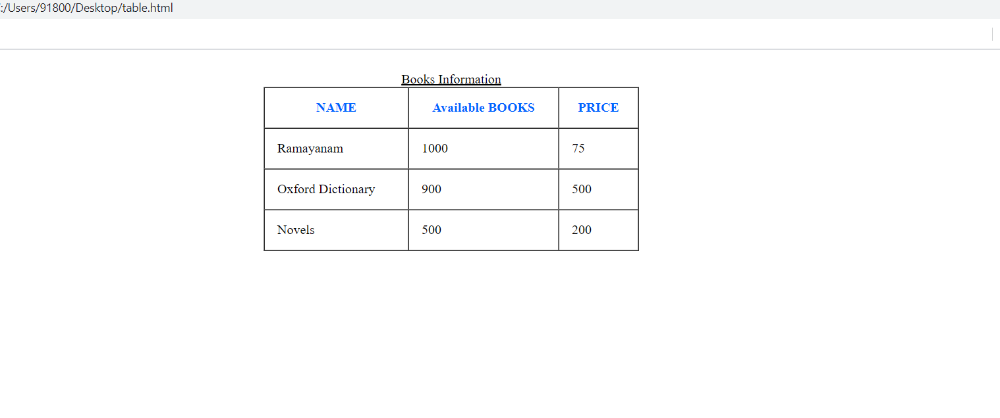 :/Users/91800/Desktop/table.html
Books Information
NAME Available BOOKS PRICE
Ramayanam 1000 75
Oxford Dictionary 900 500
Novels 500 200